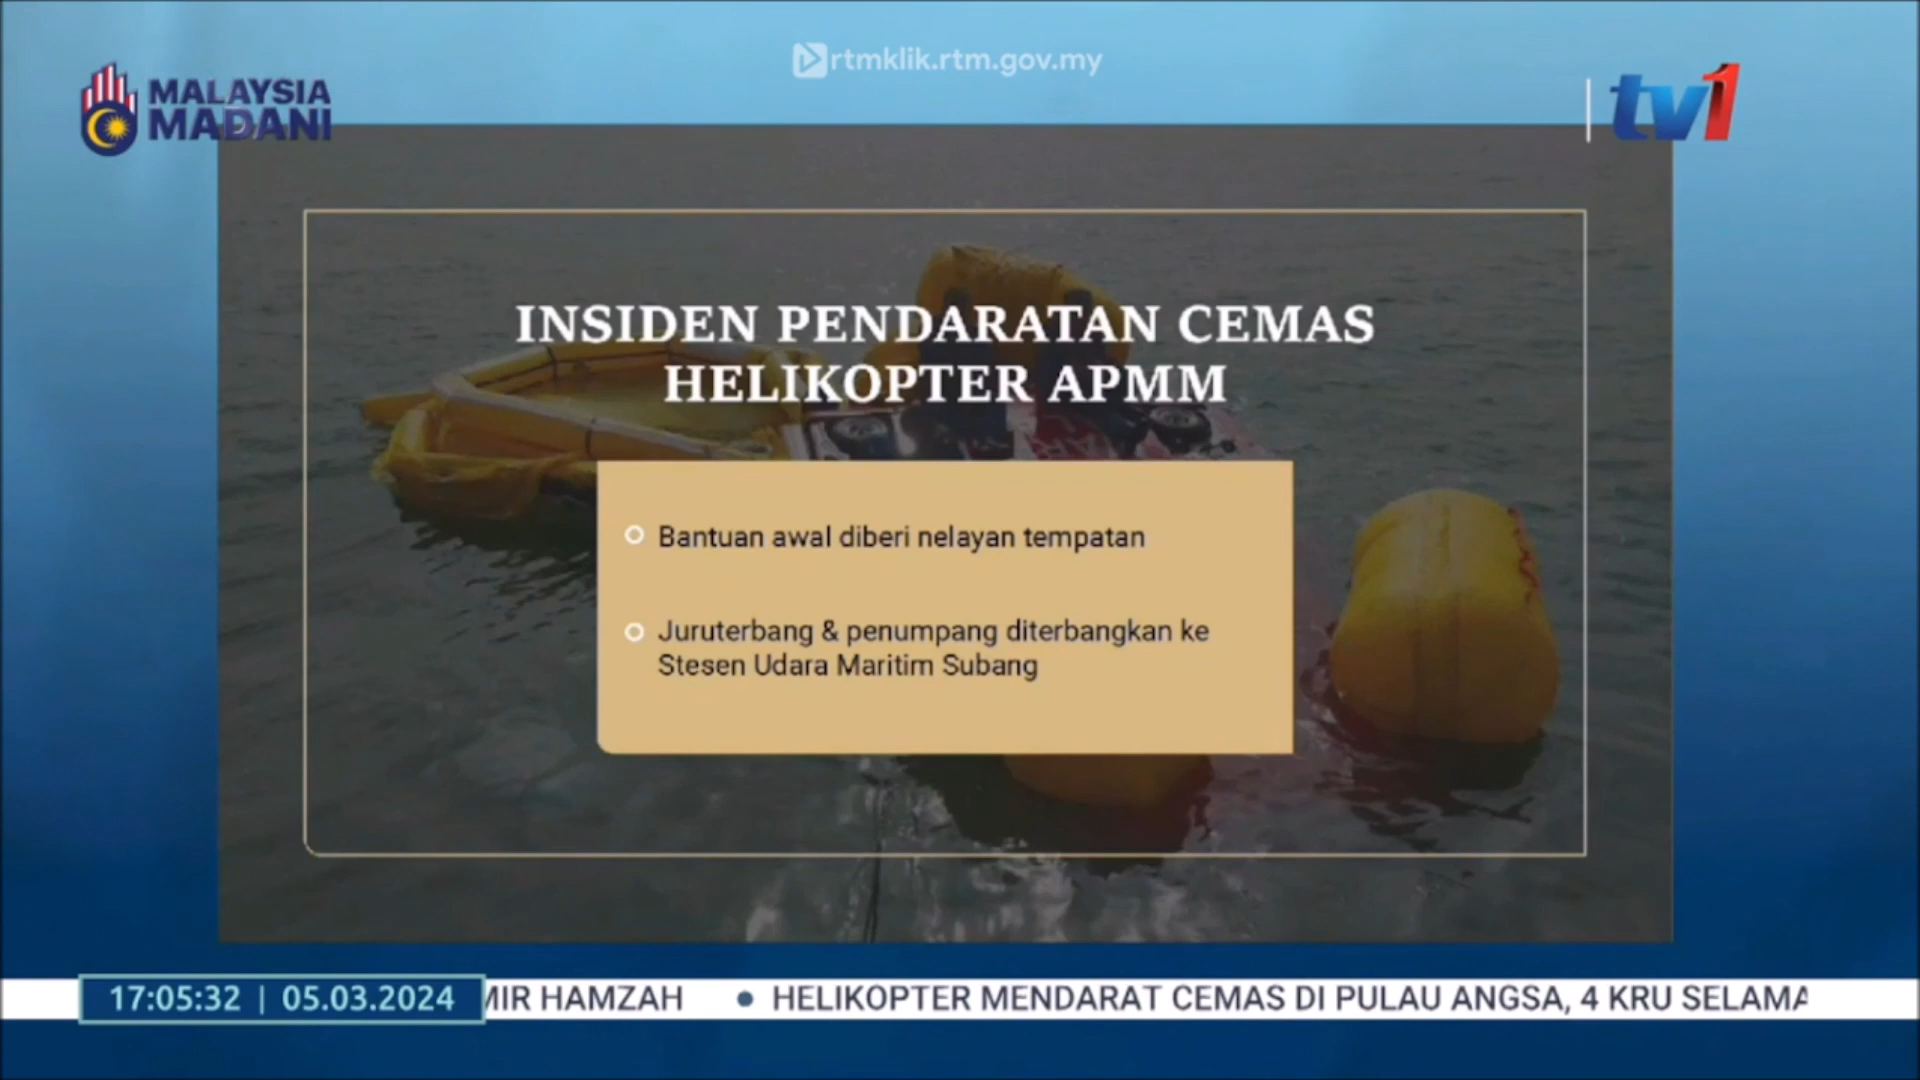 rtmklik.rtm.gov.my
MALAYSIA
MADANI
tv1
INSIDEN PENDARATAN CEMAS
HELIKOPTER APMM
Bantuan awal diberi nelayan tempatan
Juruterbang & penumpang diterbangkan ke
Stesen Udara Maritim Subang
17:05:32 | 05.03.2024
MIR HAMZAH • HELIKOPTER MENDARAT CEMAS DI PULAU ANGSA, 4 KRU SELAMA